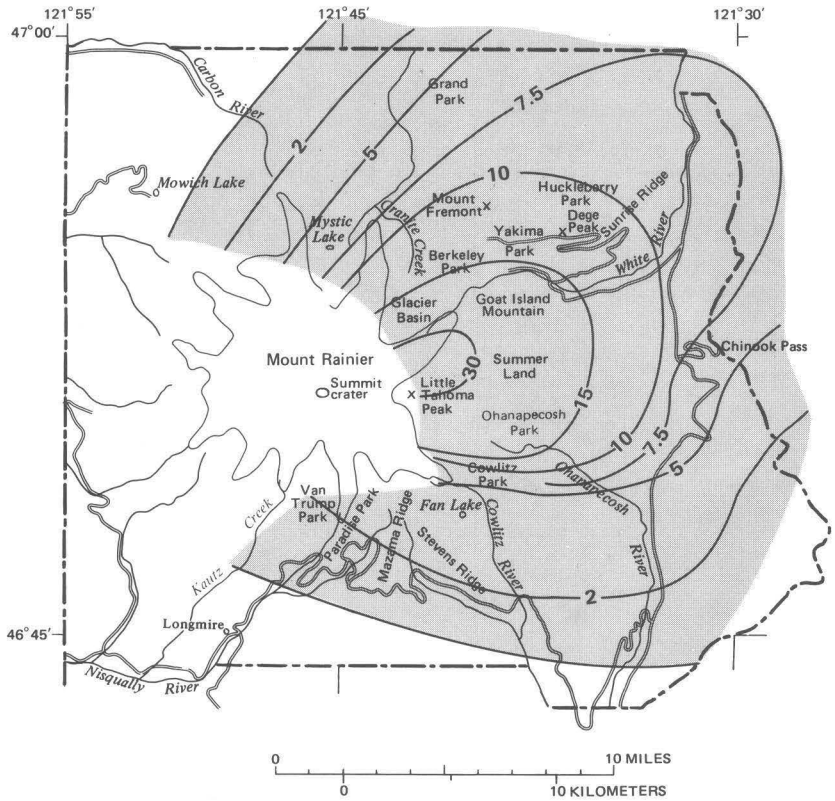 121°55'
121°45'
121°30'
47°00'
Carbon
River
Grand
Park
7.5
2
5
10
Mowich Lake
Huckleberry
Park
Sunrise Ridge
Mount
Fremont
Dege
Peak
Mystic
Lake
Granite Creek
Yakima
Park
White River
Berkeley
Park
Glacier
Basin
Goat Island
Mountain
Chinook Pass
Mount Rainier
30
Summer
Land
Summit
crater
Little
Tahoma
Peak
15
Ohanapecosh
Park
10
7.5
5
Cowlitz
Park
Ohanapecosh
River
Van
Trump
Park
Paradise Park
Fan Lake
Mazama Ridge
Cowlitz
River
Stevens Ridge
Kautz Creek
2
Longmire
46°45'
Nisqually River
0 10 MILES
0 10 KILOMETERS